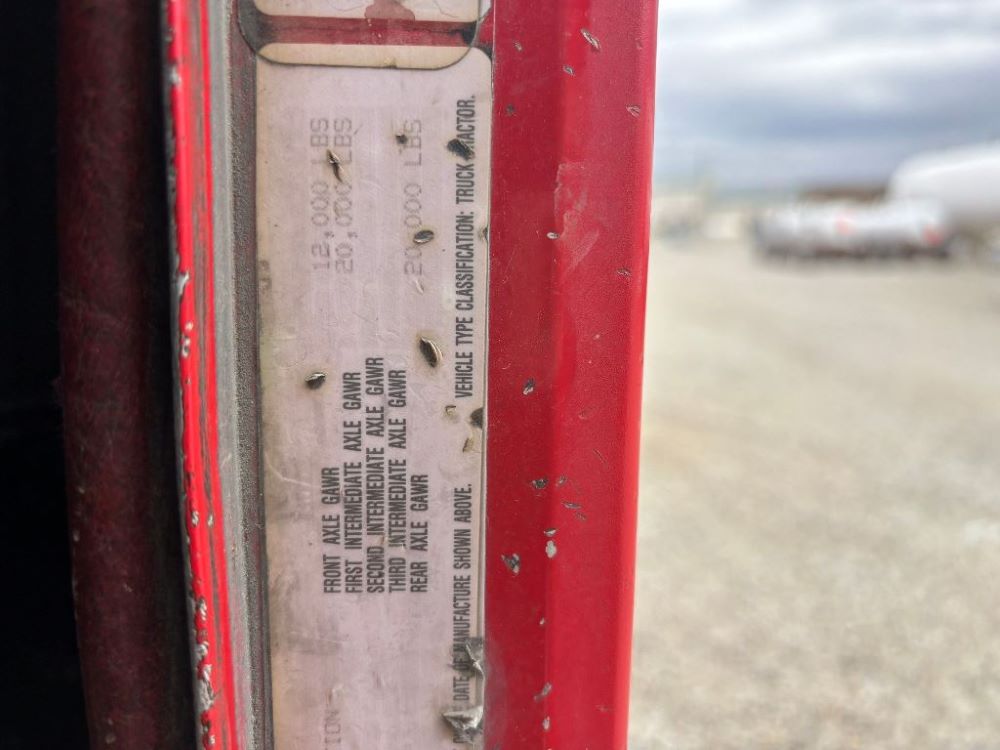 FRONT AXLE GAWR 12,000 LBS
FIRST INTERMEDIATE AXLE GAWR 20,000 LBS
SECOND INTERMEDIATE AXLE GAWR
THIRD INTERMEDIATE AXLE GAWR
REAR AXLE GAWR 20,000 LBS
DATE OF MANUFACTURE SHOWN ABOVE. VEHICLE TYPE CLASSIFICATION: TRUCK TRACTOR.